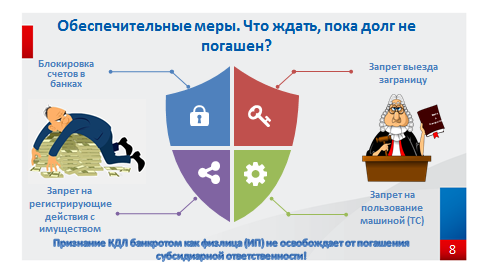 Обеспечительные меры. Что ждать, пока долг не
погашен?
Блокировка
счетов в
банках
Запрет выезда
заграницу
Запрет на
регистрирующие
действия с
имуществом
Запрет на
пользование
машиной (ТС)
Признание КДЛ банкротом как физлица (ИП) не освобождает от погашения
субсидиарной ответственности!
8